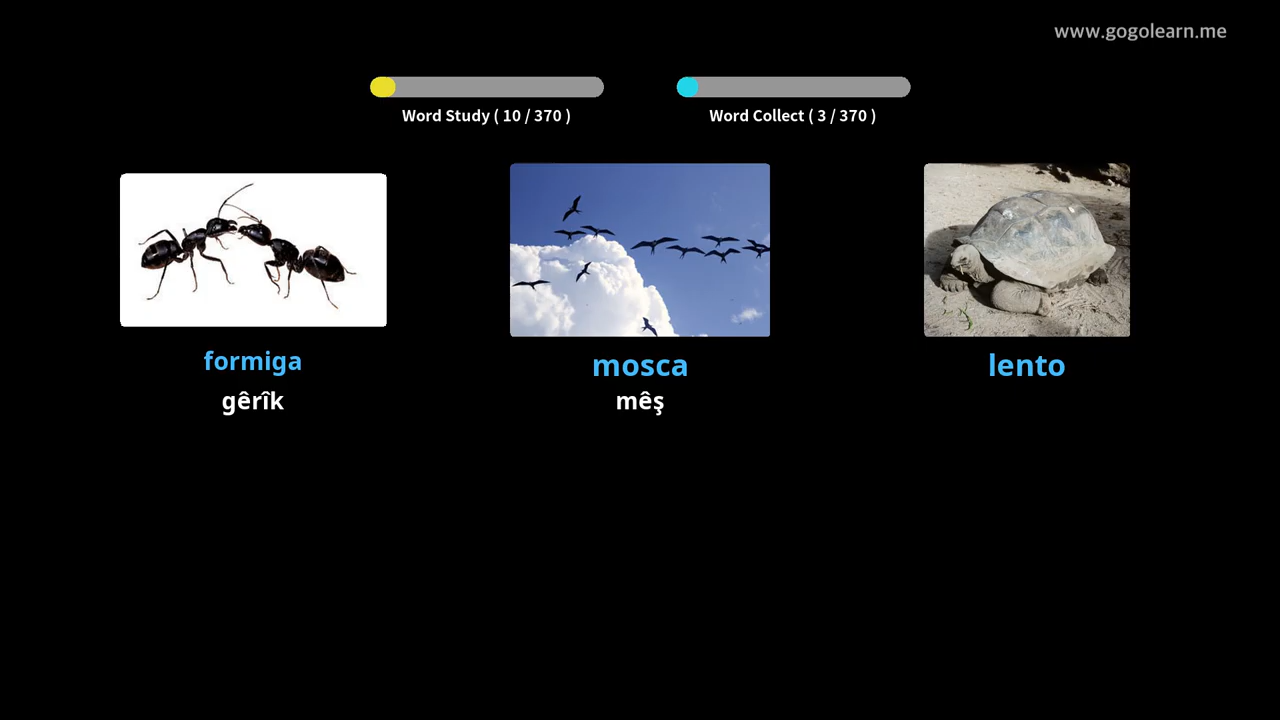 www.gogolearn.me
Word Study ( 10 / 370 )
Word Collect ( 3 / 370 )
formiga
mosca
lento
gêrîk
mêş